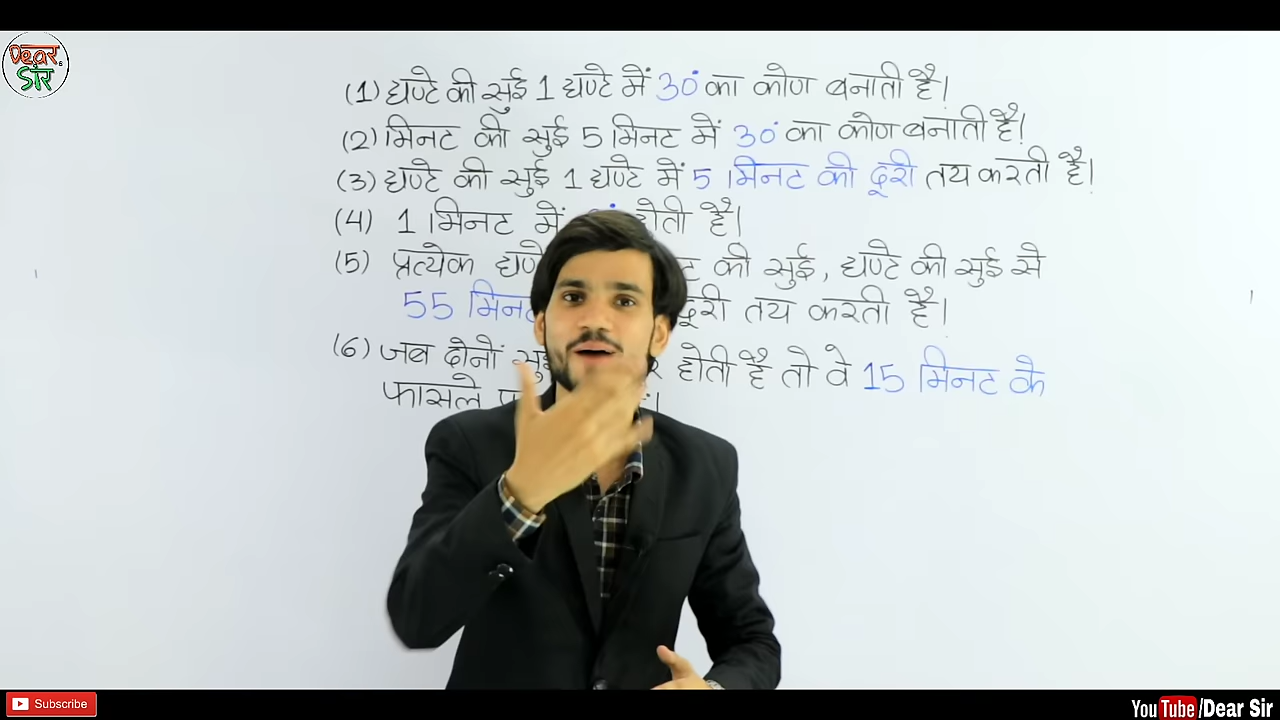 Dear
Sir
(1) घण्टे की सुई 1 घण्टे में 30° का कोण बनाती है।
(2) मिनट की सुई 5 मिनट में 30° का कोण बनाती है।
(3) घण्टे की सुई 1 घण्टे में 5 मिनट की दूरी तय करती है।
(4) 1 मिनट में होती है।
(5) प्रत्येक की सुई, घण्टे की सुई से
55 दूरी तय करती है।
(6) जब दोनों होती है तो वे 15 मिनट के
फासले
Subscribe
YouTube/Dear Sir